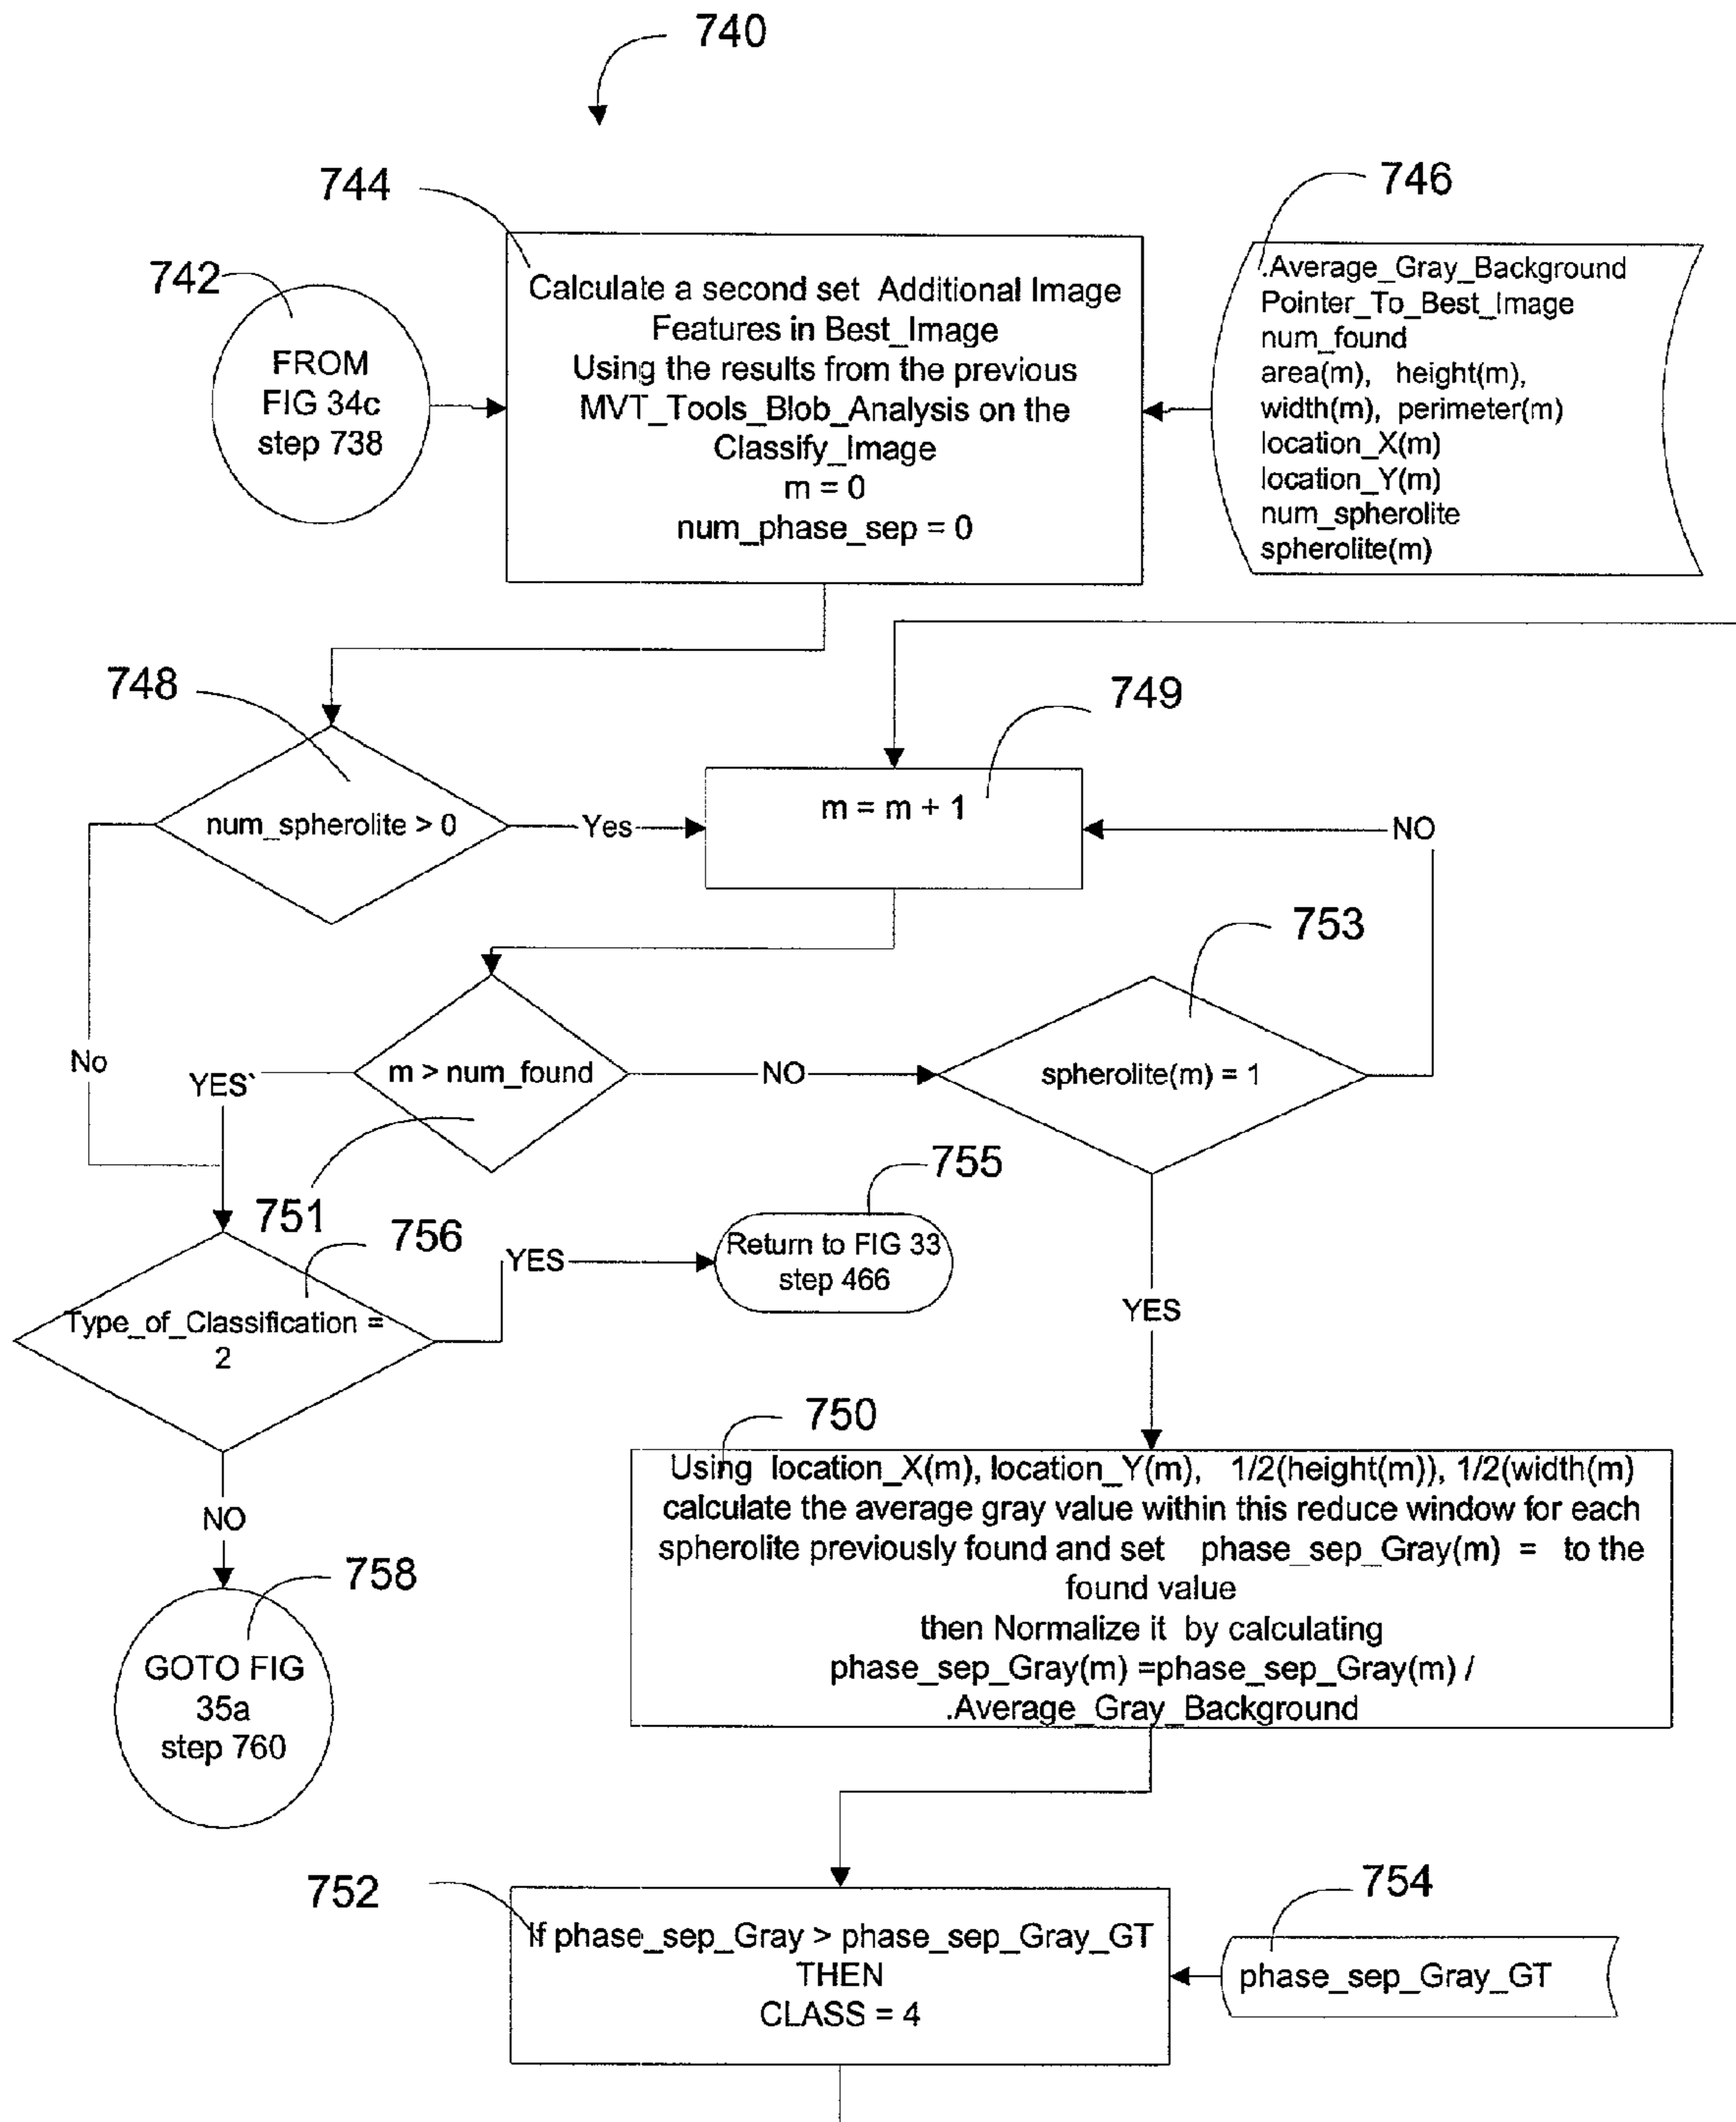 740
744
746
742
Calculate a second set Additional Image
Features in Best_Image
Using the results from the previous
MVT_Tools_Blob_Analysis on the
Classify_Image
m = 0
num_phase_sep = 0
FROM
FIG 34c
step 738
.Average_Gray_Background
Pointer_To_Best_Image
num_found
area(m), height(m),
width(m), perimeter(m)
location_X(m)
location_Y(m)
num_spherolite
spherolite(m)
748
749
num_spherolite > 0
Yes
m = m + 1
NO
753
No
YES`
m > num_found
NO
spherolite(m) = 1
751
755
756
YES
Return to FIG 33
step 466
Type_of_Classification =
2
YES
NO
750
Using location_X(m), location_Y(m), 1/2(height(m)), 1/2(width(m)
calculate the average gray value within this reduce window for each
spherolite previously found and set phase_sep_Gray(m) = to the
found value
then Normalize it by calculating
phase_sep_Gray(m) =phase_sep_Gray(m) /
.Average_Gray_Background
758
GOTO FIG
35a
step 760
752
754
If phase_sep_Gray > phase_sep_Gray_GT
THEN
CLASS = 4
phase_sep_Gray_GT